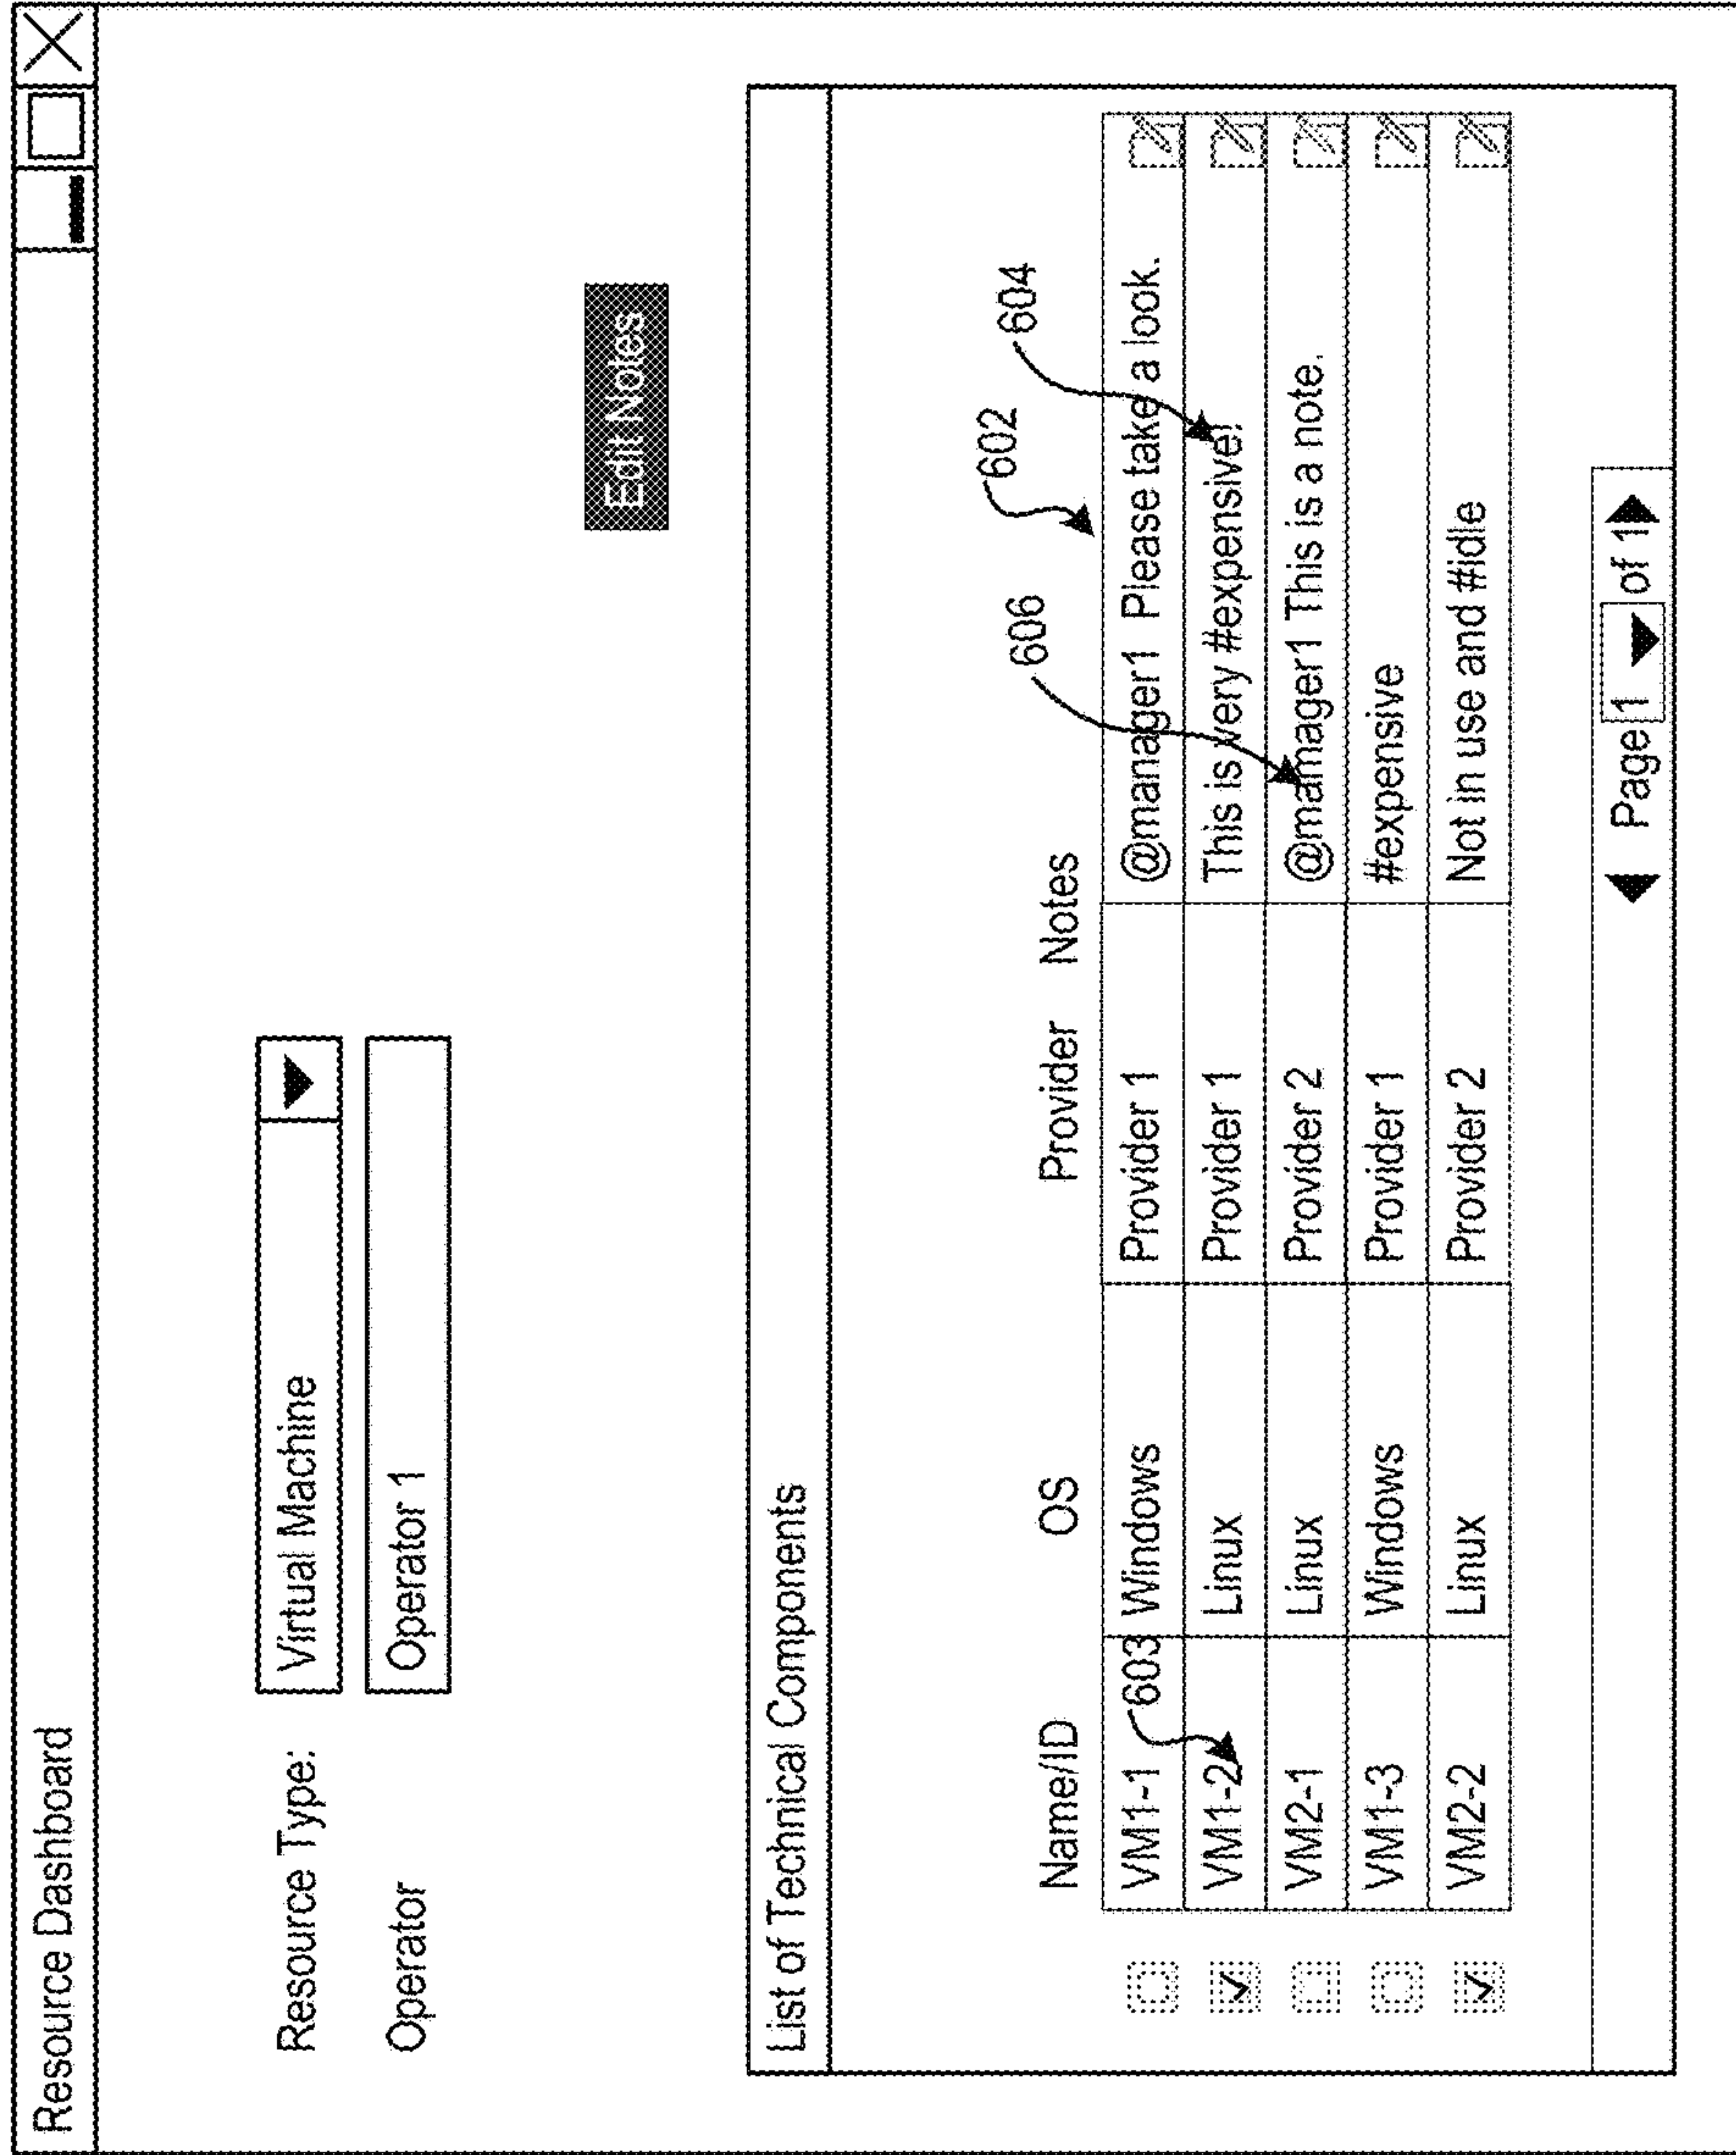 Resource Dashboard
Resource Type: Virtual Machine
Operator Operator 1
Edit Notes
List of Technical Components
606 602 604
Name/ID OS Provider Notes
VM1-1 603 Windows Provider 1 @manager1 Please take a look.
VM1-2 Linux Provider 1 This is very #expensive!
VM2-1 Linux Provider 2 @mamager1 This is a note.
VM1-3 Windows Provider 1 #expensive
VM2-2 Linux Provider 2 Not in use and #idle
Page 1 of 1